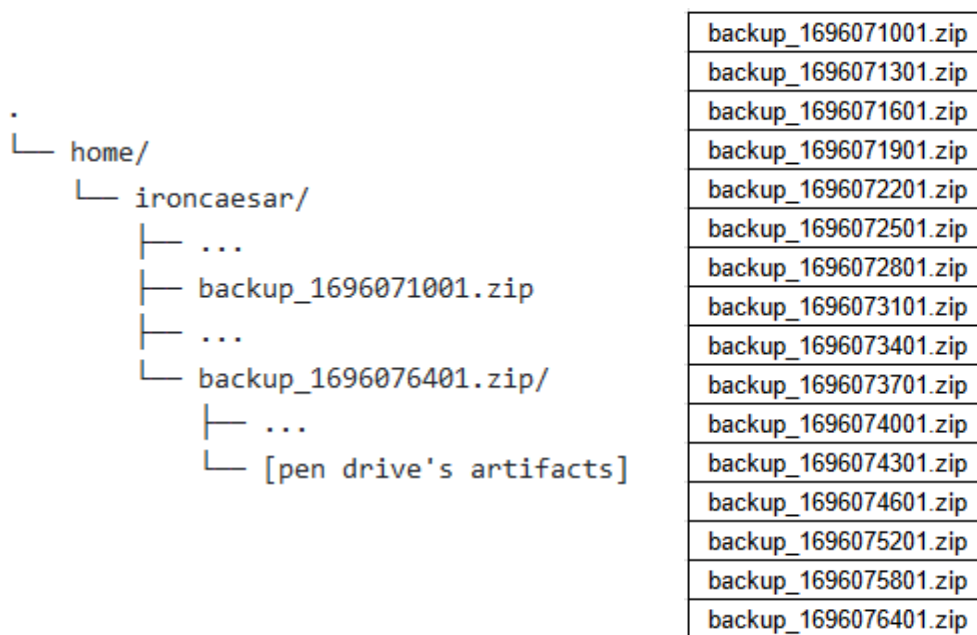 .
└── home/
└── ironcaesar/
├── ...
├── backup_1696071001.zip
├── ...
└── backup_1696076401.zip/
├── ...
└── [pen drive's artifacts]
backup_1696071001.zip
backup_1696071301.zip
backup_1696071601.zip
backup_1696071901.zip
backup_1696072201.zip
backup_1696072501.zip
backup_1696072801.zip
backup_1696073101.zip
backup_1696073401.zip
backup_1696073701.zip
backup_1696074001.zip
backup_1696074301.zip
backup_1696074601.zip
backup_1696075201.zip
backup_1696075801.zip
backup_1696076401.zip